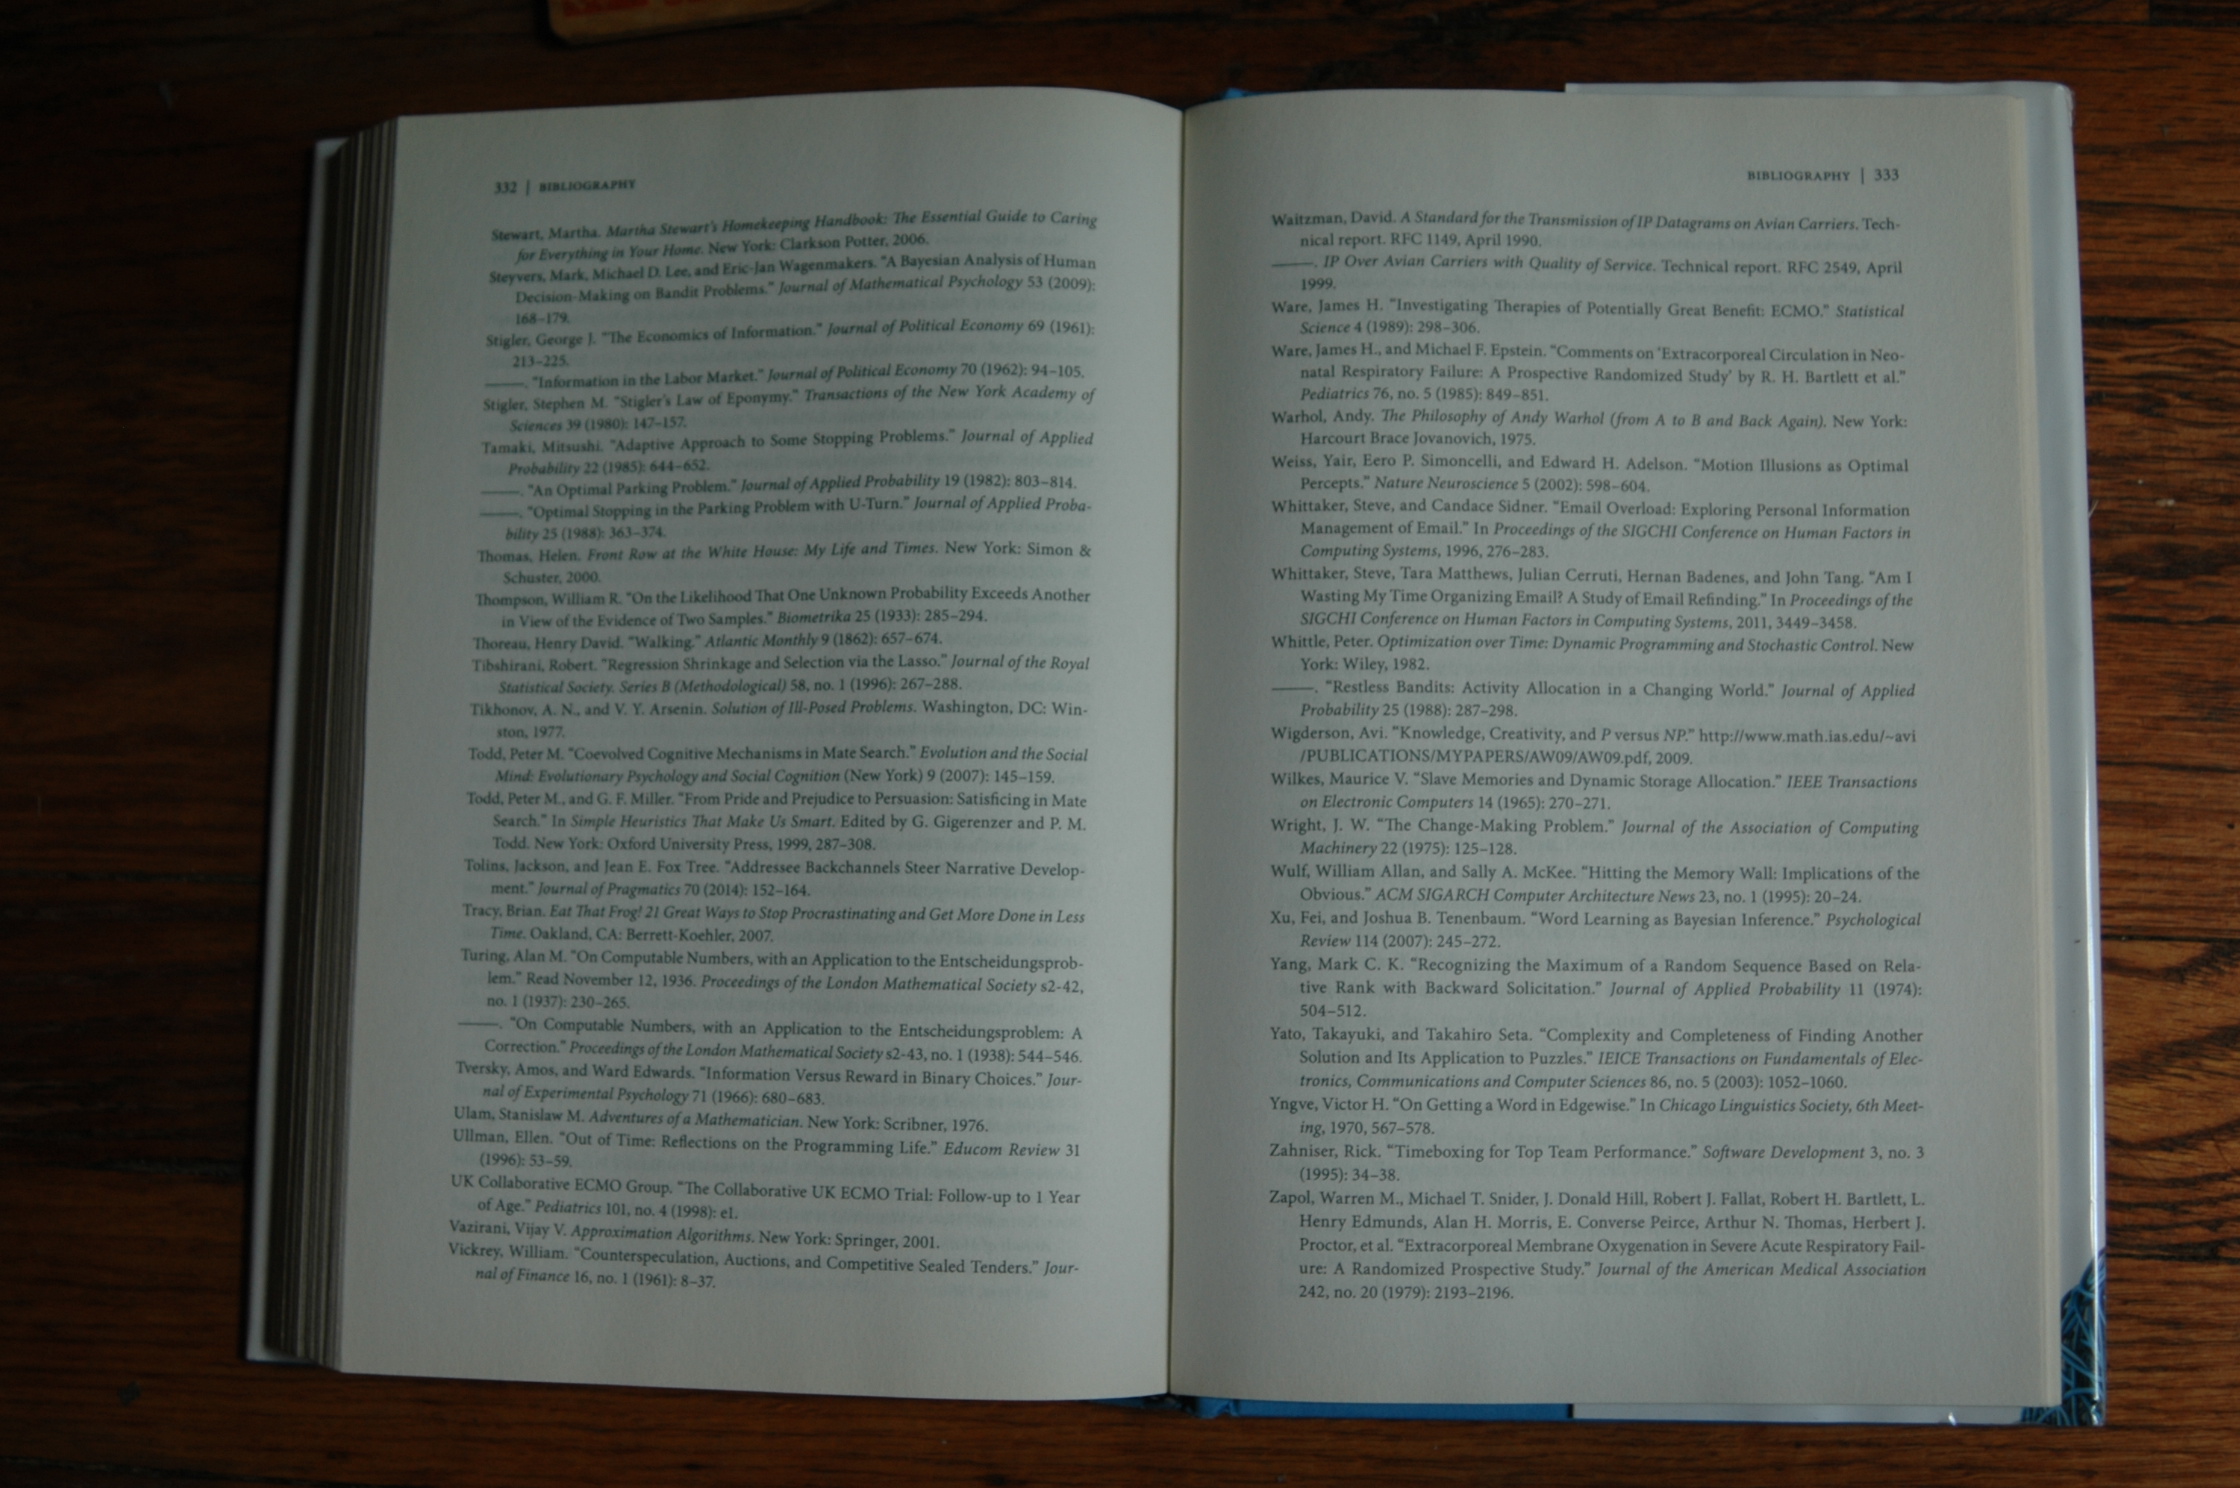 332 | BIBLIOGRAPHY
Stewart, Martha. Martha Stewart's Homekeeping Handbook: The Essential Guide to Caring
for Everything in Your Home. New York: Clarkson Potter, 2006.
Steyvers, Mark, Michael D. Lee, and Eric-Jan Wagenmakers. “A Bayesian Analysis of Human
Decision-Making on Bandit Problems.” Journal of Mathematical Psychology 53 (2009):
168–179.
Stigler, George J. “The Economics of Information.” Journal of Political Economy 69 (1961):
213–225.
———. “Information in the Labor Market.” Journal of Political Economy 70 (1962): 94–105.
Stigler, Stephen M. “Stigler's Law of Eponymy.” Transactions of the New York Academy of
Sciences 39 (1980): 147–157.
Tamaki, Mitsushi. “Adaptive Approach to Some Stopping Problems.” Journal of Applied
Probability 22 (1985): 644–652.
———. “An Optimal Parking Problem.” Journal of Applied Probability 19 (1982): 803–814.
———. “Optimal Stopping in the Parking Problem with U-Turn.” Journal of Applied Proba-
bility 25 (1988): 363–374.
Thomas, Helen. Front Row at the White House: My Life and Times. New York: Simon &
Schuster, 2000.
Thompson, William R. “On the Likelihood That One Unknown Probability Exceeds Another
in View of the Evidence of Two Samples.” Biometrika 25 (1933): 285–294.
Thoreau, Henry David. “Walking.” Atlantic Monthly 9 (1862): 657–674.
Tibshirani, Robert. “Regression Shrinkage and Selection via the Lasso.” Journal of the Royal
Statistical Society. Series B (Methodological) 58, no. 1 (1996): 267–288.
Tikhonov, A. N., and V. Y. Arsenin. Solution of Ill-Posed Problems. Washington, DC: Win-
ston, 1977.
Todd, Peter M. “Coevolved Cognitive Mechanisms in Mate Search.” Evolution and the Social
Mind: Evolutionary Psychology and Social Cognition (New York) 9 (2007): 145–159.
Todd, Peter M., and G. F. Miller. “From Pride and Prejudice to Persuasion: Satisficing in Mate
Search.” In Simple Heuristics That Make Us Smart. Edited by G. Gigerenzer and P. M.
Todd. New York: Oxford University Press, 1999, 287–308.
Tolins, Jackson, and Jean E. Fox Tree. “Addressee Backchannels Steer Narrative Develop-
ment.” Journal of Pragmatics 70 (2014): 152–164.
Tracy, Brian. Eat That Frog! 21 Great Ways to Stop Procrastinating and Get More Done in Less
Time. Oakland, CA: Berrett-Koehler, 2007.
Turing, Alan M. “On Computable Numbers, with an Application to the Entscheidungsprob-
lem.” Read November 12, 1936. Proceedings of the London Mathematical Society s2-42,
no. 1 (1937): 230–265.
———. “On Computable Numbers, with an Application to the Entscheidungsproblem: A
Correction.” Proceedings of the London Mathematical Society s2-43, no. 1 (1938): 544–546.
Tversky, Amos, and Ward Edwards. “Information Versus Reward in Binary Choices.” Jour-
nal of Experimental Psychology 71 (1966): 680–683.
Ulam, Stanislaw M. Adventures of a Mathematician. New York: Scribner, 1976.
Ullman, Ellen. “Out of Time: Reflections on the Programming Life.” Educom Review 31
(1996): 53–59.
UK Collaborative ECMO Group. “The Collaborative UK ECMO Trial: Follow-up to 1 Year
of Age.” Pediatrics 101, no. 4 (1998): e1.
Vazirani, Vijay V. Approximation Algorithms. New York: Springer, 2001.
Vickrey, William. “Counterspeculation, Auctions, and Competitive Sealed Tenders.” Jour-
nal of Finance 16, no. 1 (1961): 8–37.
BIBLIOGRAPHY | 333
Waitzman, David. A Standard for the Transmission of IP Datagrams on Avian Carriers. Tech-
nical report. RFC 1149, April 1990.
———. IP Over Avian Carriers with Quality of Service. Technical report. RFC 2549, April
1999.
Ware, James H. “Investigating Therapies of Potentially Great Benefit: ECMO.” Statistical
Science 4 (1989): 298–306.
Ware, James H., and Michael F. Epstein. “Comments on ‘Extracorporeal Circulation in Neo-
natal Respiratory Failure: A Prospective Randomized Study’ by R. H. Bartlett et al.”
Pediatrics 76, no. 5 (1985): 849–851.
Warhol, Andy. The Philosophy of Andy Warhol (from A to B and Back Again). New York:
Harcourt Brace Jovanovich, 1975.
Weiss, Yair, Eero P. Simoncelli, and Edward H. Adelson. “Motion Illusions as Optimal
Percepts.” Nature Neuroscience 5 (2002): 598–604.
Whittaker, Steve, and Candace Sidner. “Email Overload: Exploring Personal Information
Management of Email.” In Proceedings of the SIGCHI Conference on Human Factors in
Computing Systems, 1996, 276–283.
Whittaker, Steve, Tara Matthews, Julian Cerruti, Hernan Badenes, and John Tang. “Am I
Wasting My Time Organizing Email? A Study of Email Refinding.” In Proceedings of the
SIGCHI Conference on Human Factors in Computing Systems, 2011, 3449–3458.
Whittle, Peter. Optimization over Time: Dynamic Programming and Stochastic Control. New
York: Wiley, 1982.
———. “Restless Bandits: Activity Allocation in a Changing World.” Journal of Applied
Probability 25 (1988): 287–298.
Wigderson, Avi. “Knowledge, Creativity, and P versus NP.” http://www.math.ias.edu/~avi
/PUBLICATIONS/MYPAPERS/AW09/AW09.pdf, 2009.
Wilkes, Maurice V. “Slave Memories and Dynamic Storage Allocation.” IEEE Transactions
on Electronic Computers 14 (1965): 270–271.
Wright, J. W. “The Change-Making Problem.” Journal of the Association of Computing
Machinery 22 (1975): 125–128.
Wulf, William Allan, and Sally A. McKee. “Hitting the Memory Wall: Implications of the
Obvious.” ACM SIGARCH Computer Architecture News 23, no. 1 (1995): 20–24.
Xu, Fei, and Joshua B. Tenenbaum. “Word Learning as Bayesian Inference.” Psychological
Review 114 (2007): 245–272.
Yang, Mark C. K. “Recognizing the Maximum of a Random Sequence Based on Rela-
tive Rank with Backward Solicitation.” Journal of Applied Probability 11 (1974):
504–512.
Yato, Takayuki, and Takahiro Seta. “Complexity and Completeness of Finding Another
Solution and Its Application to Puzzles.” IEICE Transactions on Fundamentals of Elec-
tronics, Communications and Computer Sciences 86, no. 5 (2003): 1052–1060.
Yngve, Victor H. “On Getting a Word in Edgewise.” In Chicago Linguistics Society, 6th Meet-
ing, 1970, 567–578.
Zahniser, Rick. “Timeboxing for Top Team Performance.” Software Development 3, no. 3
(1995): 34–38.
Zapol, Warren M., Michael T. Snider, J. Donald Hill, Robert J. Fallat, Robert H. Bartlett, L.
Henry Edmunds, Alan H. Morris, E. Converse Peirce, Arthur N. Thomas, Herbert J.
Proctor, et al. “Extracorporeal Membrane Oxygenation in Severe Acute Respiratory Fail-
ure: A Randomized Prospective Study.” Journal of the American Medical Association
242, no. 20 (1979): 2193–2196.